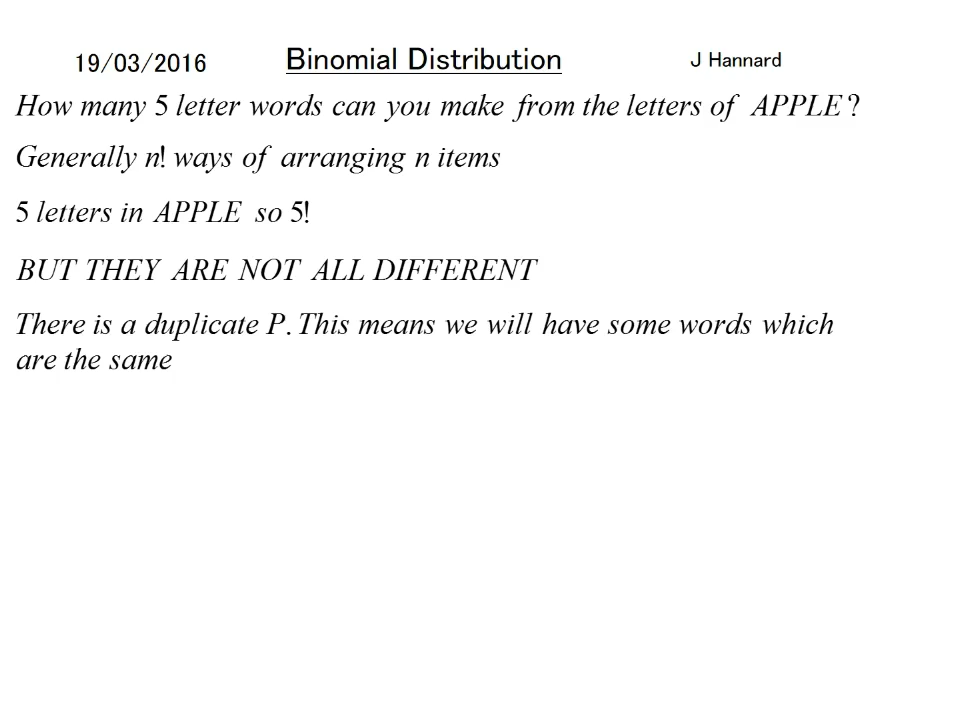 19/03/2016 Binomial Distribution J Hannard
How many 5 letter words can you make from the letters of APPLE?
Generally n! ways of arranging n items
5 letters in APPLE so 5!
BUT THEY ARE NOT ALL DIFFERENT
There is a duplicate P. This means we will have some words which
are the same